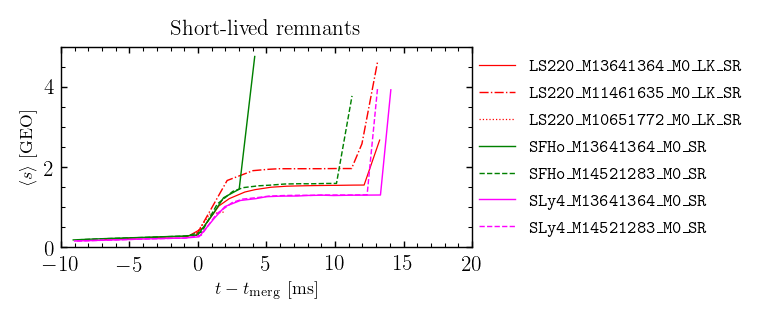 Short-lived remnants
⟨s⟩ [GEO]
4
2
0
−10 −5 0 5 10 15 20
t − tmerg [ms]
LS220_M13641364_M0_LK_SR
LS220_M11461635_M0_LK_SR
LS220_M10651772_M0_LK_SR
SFHo_M13641364_M0_SR
SFHo_M14521283_M0_SR
SLy4_M13641364_M0_SR
SLy4_M14521283_M0_SR